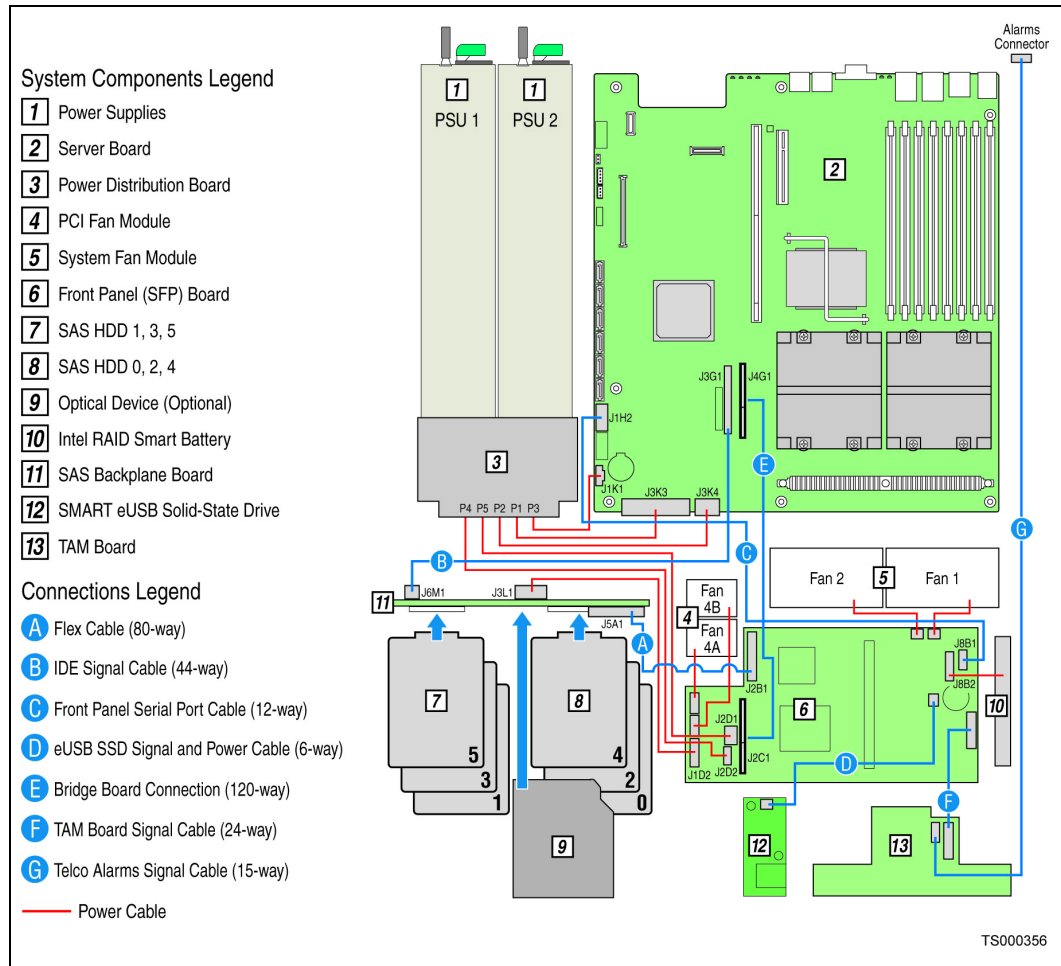 System Components Legend
1 Power Supplies
2 Server Board
3 Power Distribution Board
4 PCI Fan Module
5 System Fan Module
6 Front Panel (SFP) Board
7 SAS HDD 1, 3, 5
8 SAS HDD 0, 2, 4
9 Optical Device (Optional)
10 Intel RAID Smart Battery
11 SAS Backplane Board
12 SMART eUSB Solid-State Drive
13 TAM Board
Connections Legend
A Flex Cable (80-way)
B IDE Signal Cable (44-way)
C Front Panel Serial Port Cable (12-way)
D eUSB SSD Signal and Power Cable (6-way)
E Bridge Board Connection (120-way)
F TAM Board Signal Cable (24-way)
G Telco Alarms Signal Cable (15-way)
Power Cable
Alarms
Connector
1
PSU 1
1
PSU 2
2
J3G1
J4G1
J1H2
3
E
J1K1
J3K3
J3K4
P4 P5 P2 P1 P3
G
B
C
Fan 2
5
Fan 1
11
J6M1
J3L1
J5A1
A
4
Fan
4B
Fan
4A
J2B1
J8B1
J8B2
7
8
6
10
J2D1
J2C1
J1D2
J2D2
5
3
1
4
2
0
D
F
9
12
13
TS000356